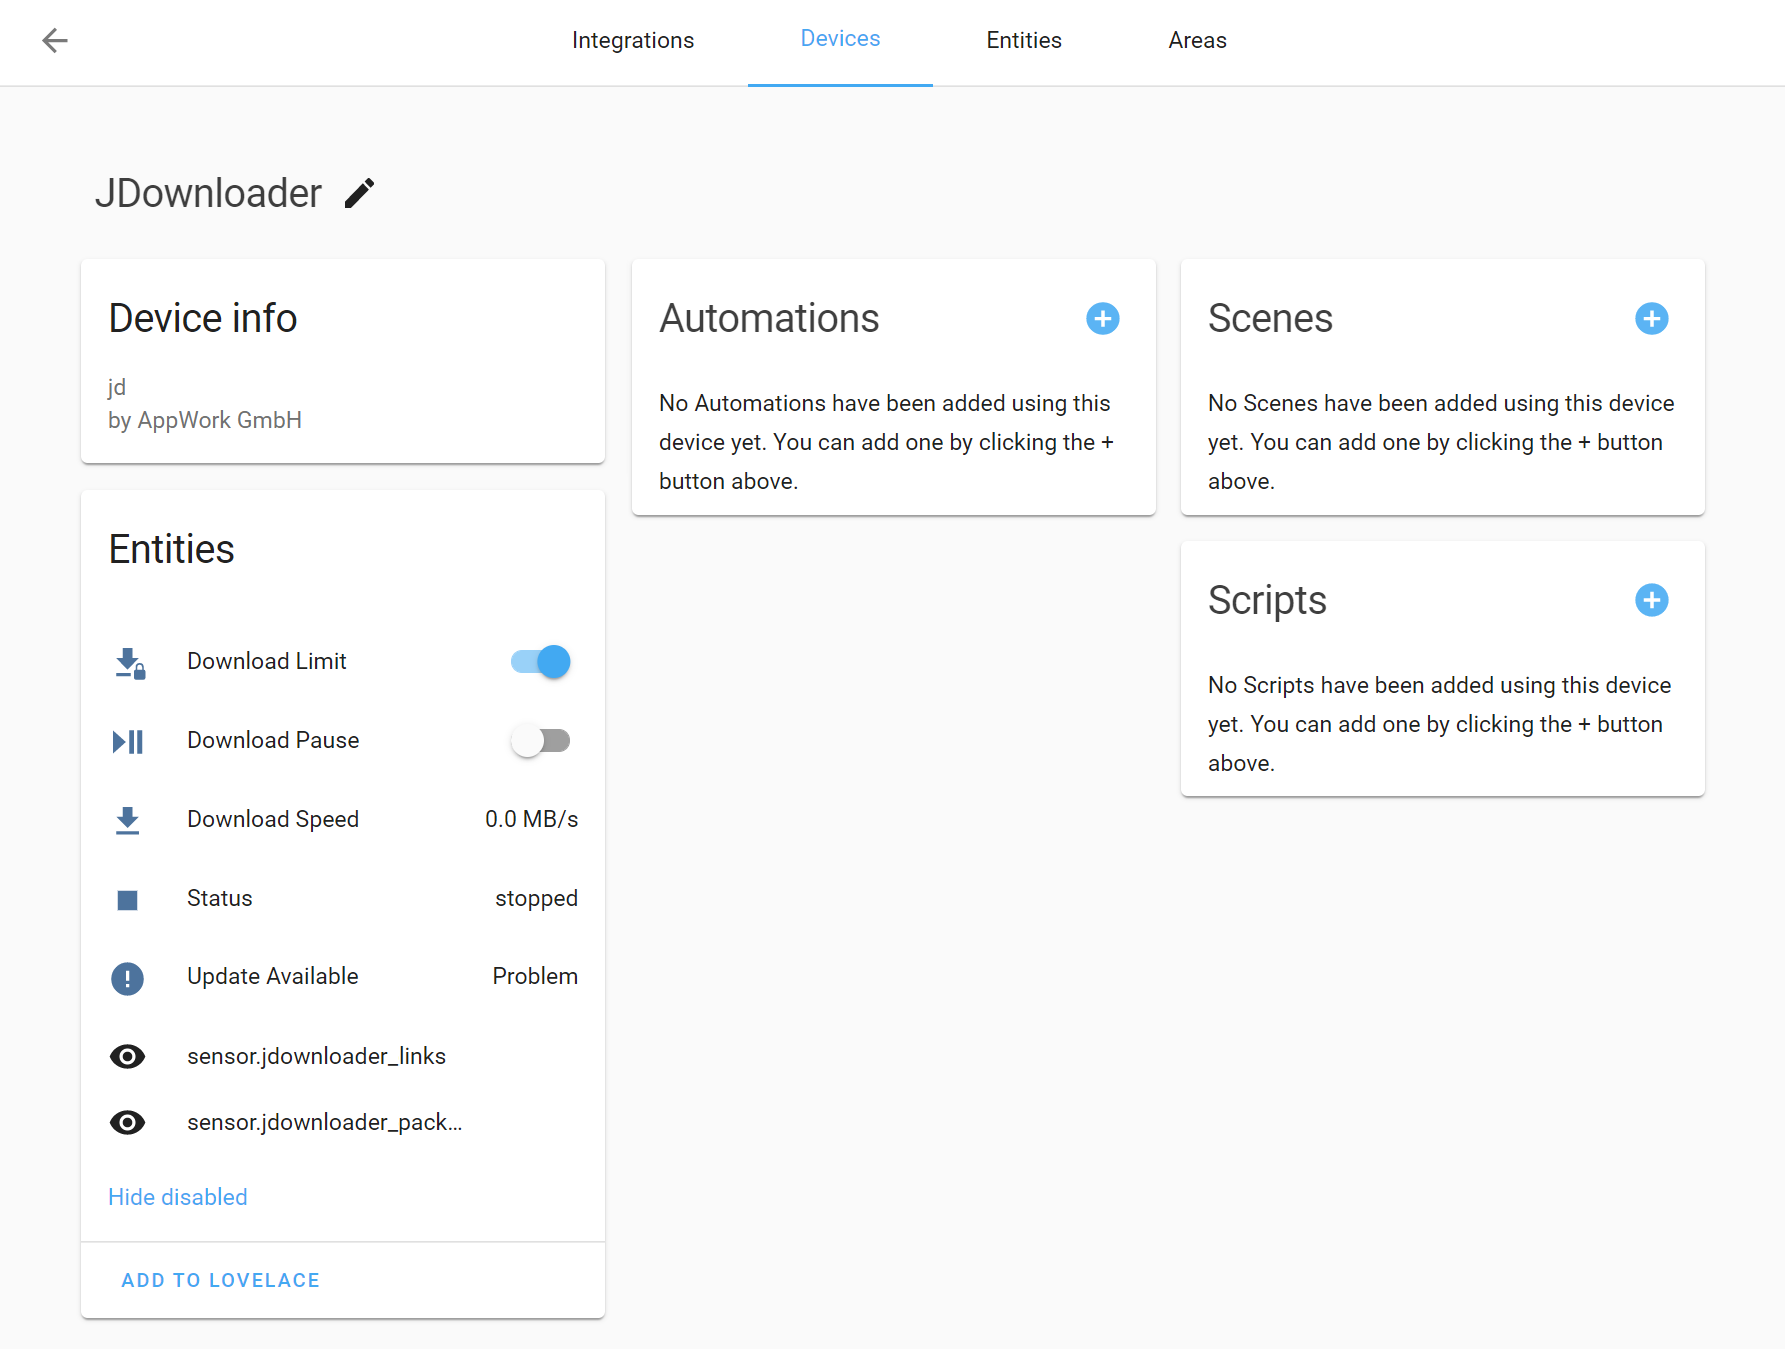 Integrations
Devices
Entities
Areas
JDownloader
Device info
jd
by AppWork GmbH
Entities
Download Limit
Download Pause
Download Speed 0.0 MB/s
Status stopped
Update Available Problem
sensor.jdownloader_links
sensor.jdownloader_pack...
Hide disabled
ADD TO LOVELACE
Automations
No Automations have been added using this
device yet. You can add one by clicking the +
button above.
Scenes
No Scenes have been added using this device
yet. You can add one by clicking the + button
above.
Scripts
No Scripts have been added using this device
yet. You can add one by clicking the + button
above.